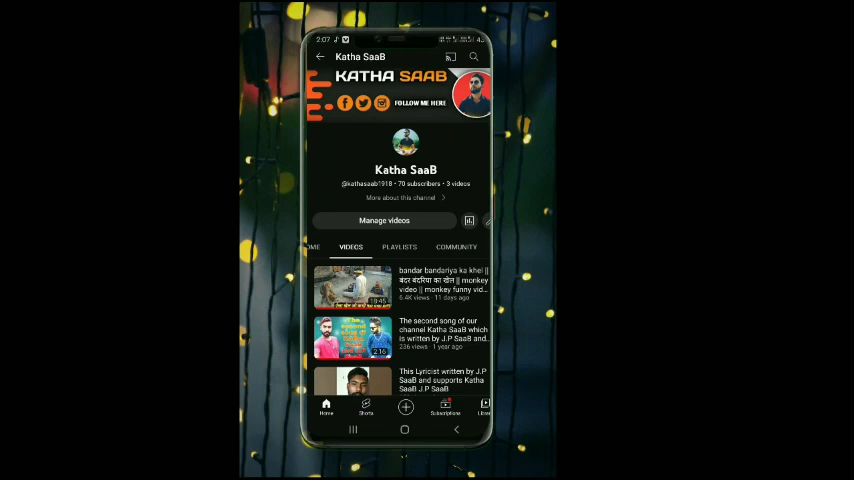 2:07
Katha SaaB
KATHA SAAB
FOLLOW ME HERE
Katha SaaB
@kathasaab1918 • 70 subscribers • 3 videos
More about this channel
Manage videos
OME VIDEOS PLAYLISTS COMMUNITY
bandar bandariya ka khel ||
बंदर बंदरिया का खेल || monkey
video || monkey funny vid...
6.4K views · 11 days ago
18:45
The second song of our
channel Katha SaaB which
is written by J.P SaaB and...
236 views · 1 year ago
2:16
This Lyricist written by J.P
SaaB and supports Katha
SaaB J.P SaaB
Home Shorts Subscriptions Librar